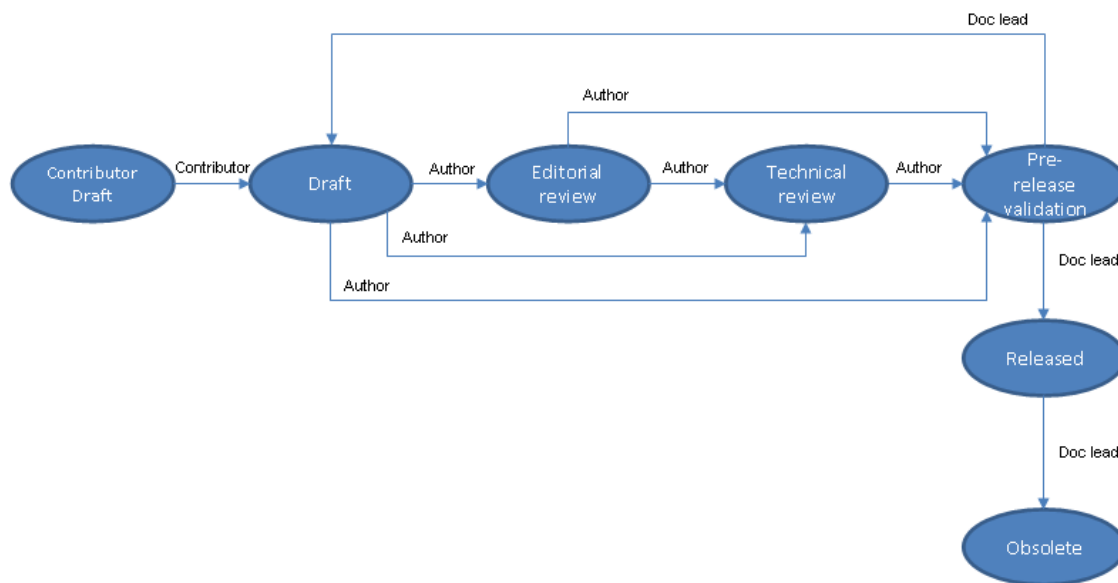 Doc lead
Author
Contributor
Draft
Contributor
Draft
Author
Editorial
review
Author
Technical
review
Author
Pre-
release
validation
Author
Author
Doc lead
Released
Doc lead
Obsolete